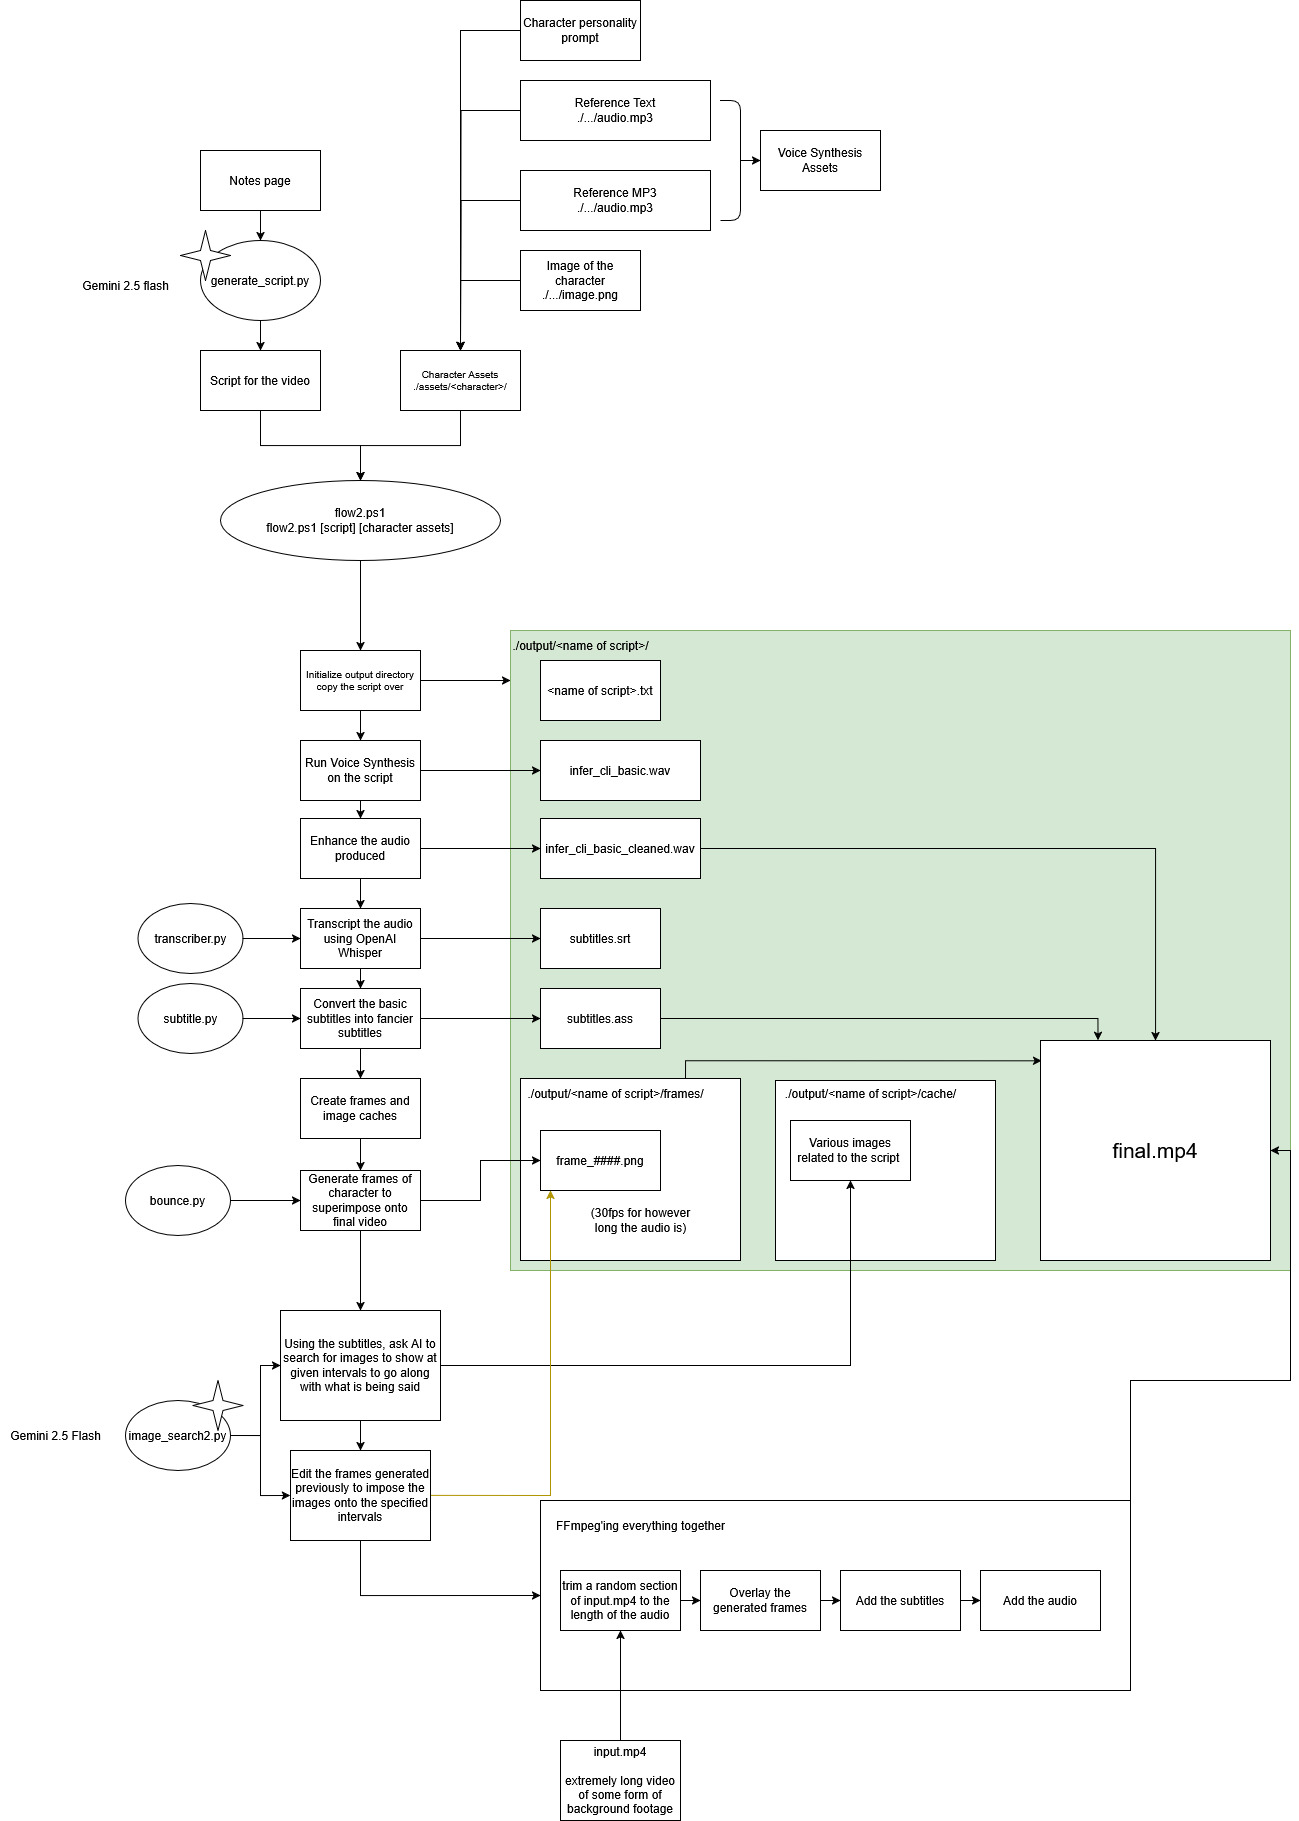 Character personality
prompt
Reference Text
./.../audio.mp3
Voice Synthesis
Assets
Notes page
Reference MP3
./.../audio.mp3
Image of the
character
./.../image.png
generate_script.py
Gemini 2.5 flash
Script for the video
Character Assets
./assets/<character>/
flow2.ps1
flow2.ps1 [script] [character assets]
./output/<name of script>/
Initialize output directory
copy the script over
<name of script>.txt
Run Voice Synthesis
on the script
infer_cli_basic.wav
Enhance the audio
produced
infer_cli_basic_cleaned.wav
transcriber.py
Transcript the audio
using OpenAI
Whisper
subtitles.srt
subtitle.py
Convert the basic
subtitles into fancier
subtitles
subtitles.ass
Create frames and
image caches
./output/<name of script>/frames/
./output/<name of script>/cache/
Various images
related to the script
final.mp4
bounce.py
Generate frames of
character to
superimpose onto
final video
frame_####.png
(30fps for however
long the audio is)
Using the subtitles, ask AI to
search for images to show at
given intervals to go along
with what is being said
Gemini 2.5 Flash
image_search2.py
Edit the frames generated
previously to impose the
images onto the specified
intervals
FFmpeg'ing everything together
trim a random section
of input.mp4 to the
length of the audio
Overlay the
generated frames
Add the subtitles
Add the audio
input.mp4
extremely long video
of some form of
background footage